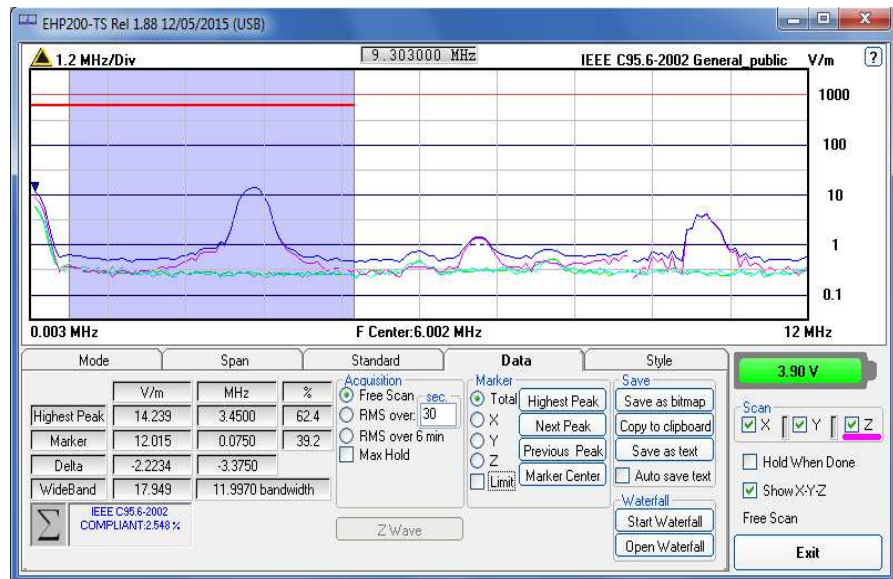 EHP200-TS Rel 1.88 12/05/2015 (USB)
1.2 MHz/Div
9.303000 MHz
IEEE C95.6-2002 General_public
V/m
?
1000
100
10
1
0.1
0.003 MHz
F Center:6.002 MHz
12 MHz
Mode
Span
Standard
Data
Style
V/m MHz %
Highest Peak 14.239 3.4500 62.4
Marker 12.015 0.0750 39.2
Delta -2.2234 -3.3750
WideBand 17.949 11.9970 bandwidth
Σ
IEEE C95.6-2002
COMPLIANT:2.548 %
Acquisition
Free Scan
sec.
RMS over: 30
RMS over 6 min
Max Hold
Z Wave
Marker
Total
X
Y
Z
Limit
Highest Peak
Next Peak
Previous Peak
Marker Center
Save
Save as bitmap
Copy to clipboard
Save as text
Auto save text
Waterfall
Start Waterfall
Open Waterfall
3.90 V
Scan
X [ Y [ Z
Hold When Done
Show X-Y-Z
Free Scan
Exit